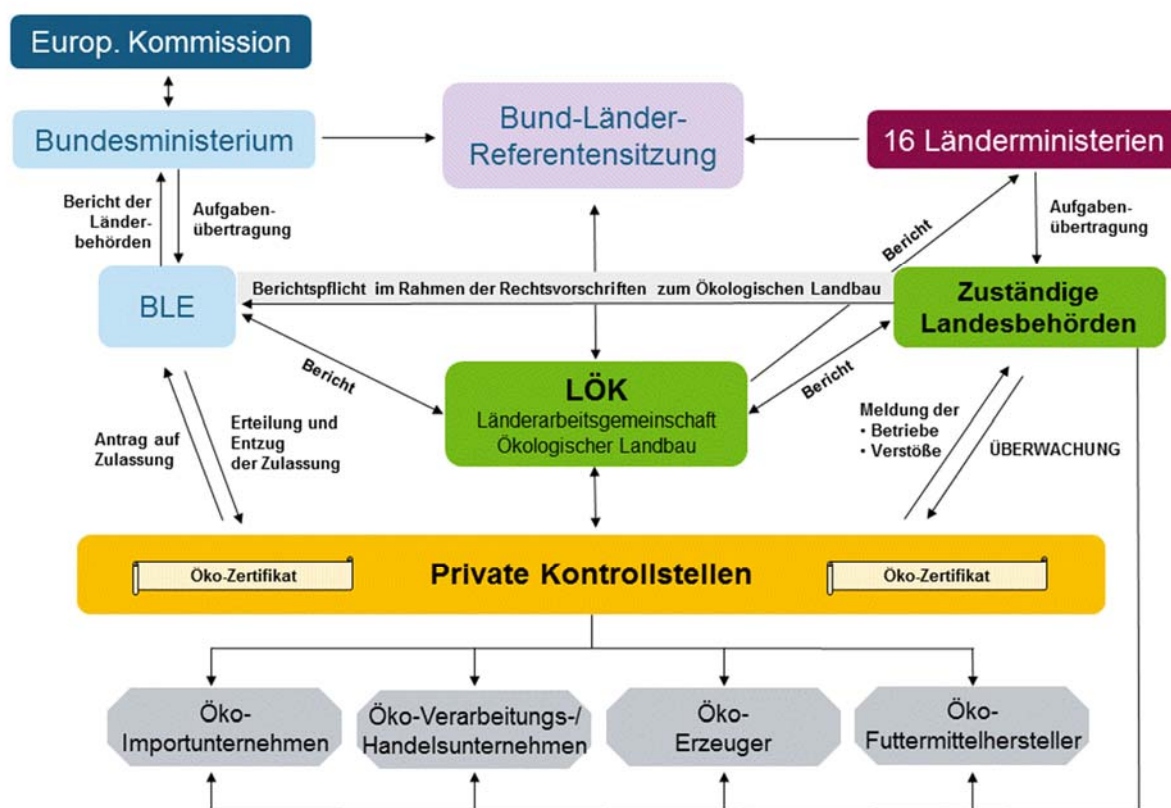 Europ. Kommission
Bundesministerium
Bund-Länder-
Referentensitzung
16 Länderministerien
Bericht der
Länder-
behörden
Aufgaben-
übertragung
Bericht
Aufgaben-
übertragung
BLE
Berichtspflicht im Rahmen der Rechtsvorschriften zum Ökologischen Landbau
Zuständige
Landesbehörden
Bericht
LÖK
Länderarbeitsgemeinschaft
Ökologischer Landbau
Bericht
Antrag auf
Zulassung
Erteilung und
Entzug
der Zulassung
Meldung der
• Betriebe
• Verstöße
ÜBERWACHUNG
Öko-Zertifikat
Private Kontrollstellen
Öko-Zertifikat
Öko-
Importunternehmen
Öko-Verarbeitungs-/
Handelsunternehmen
Öko-
Erzeuger
Öko-
Futtermittelhersteller